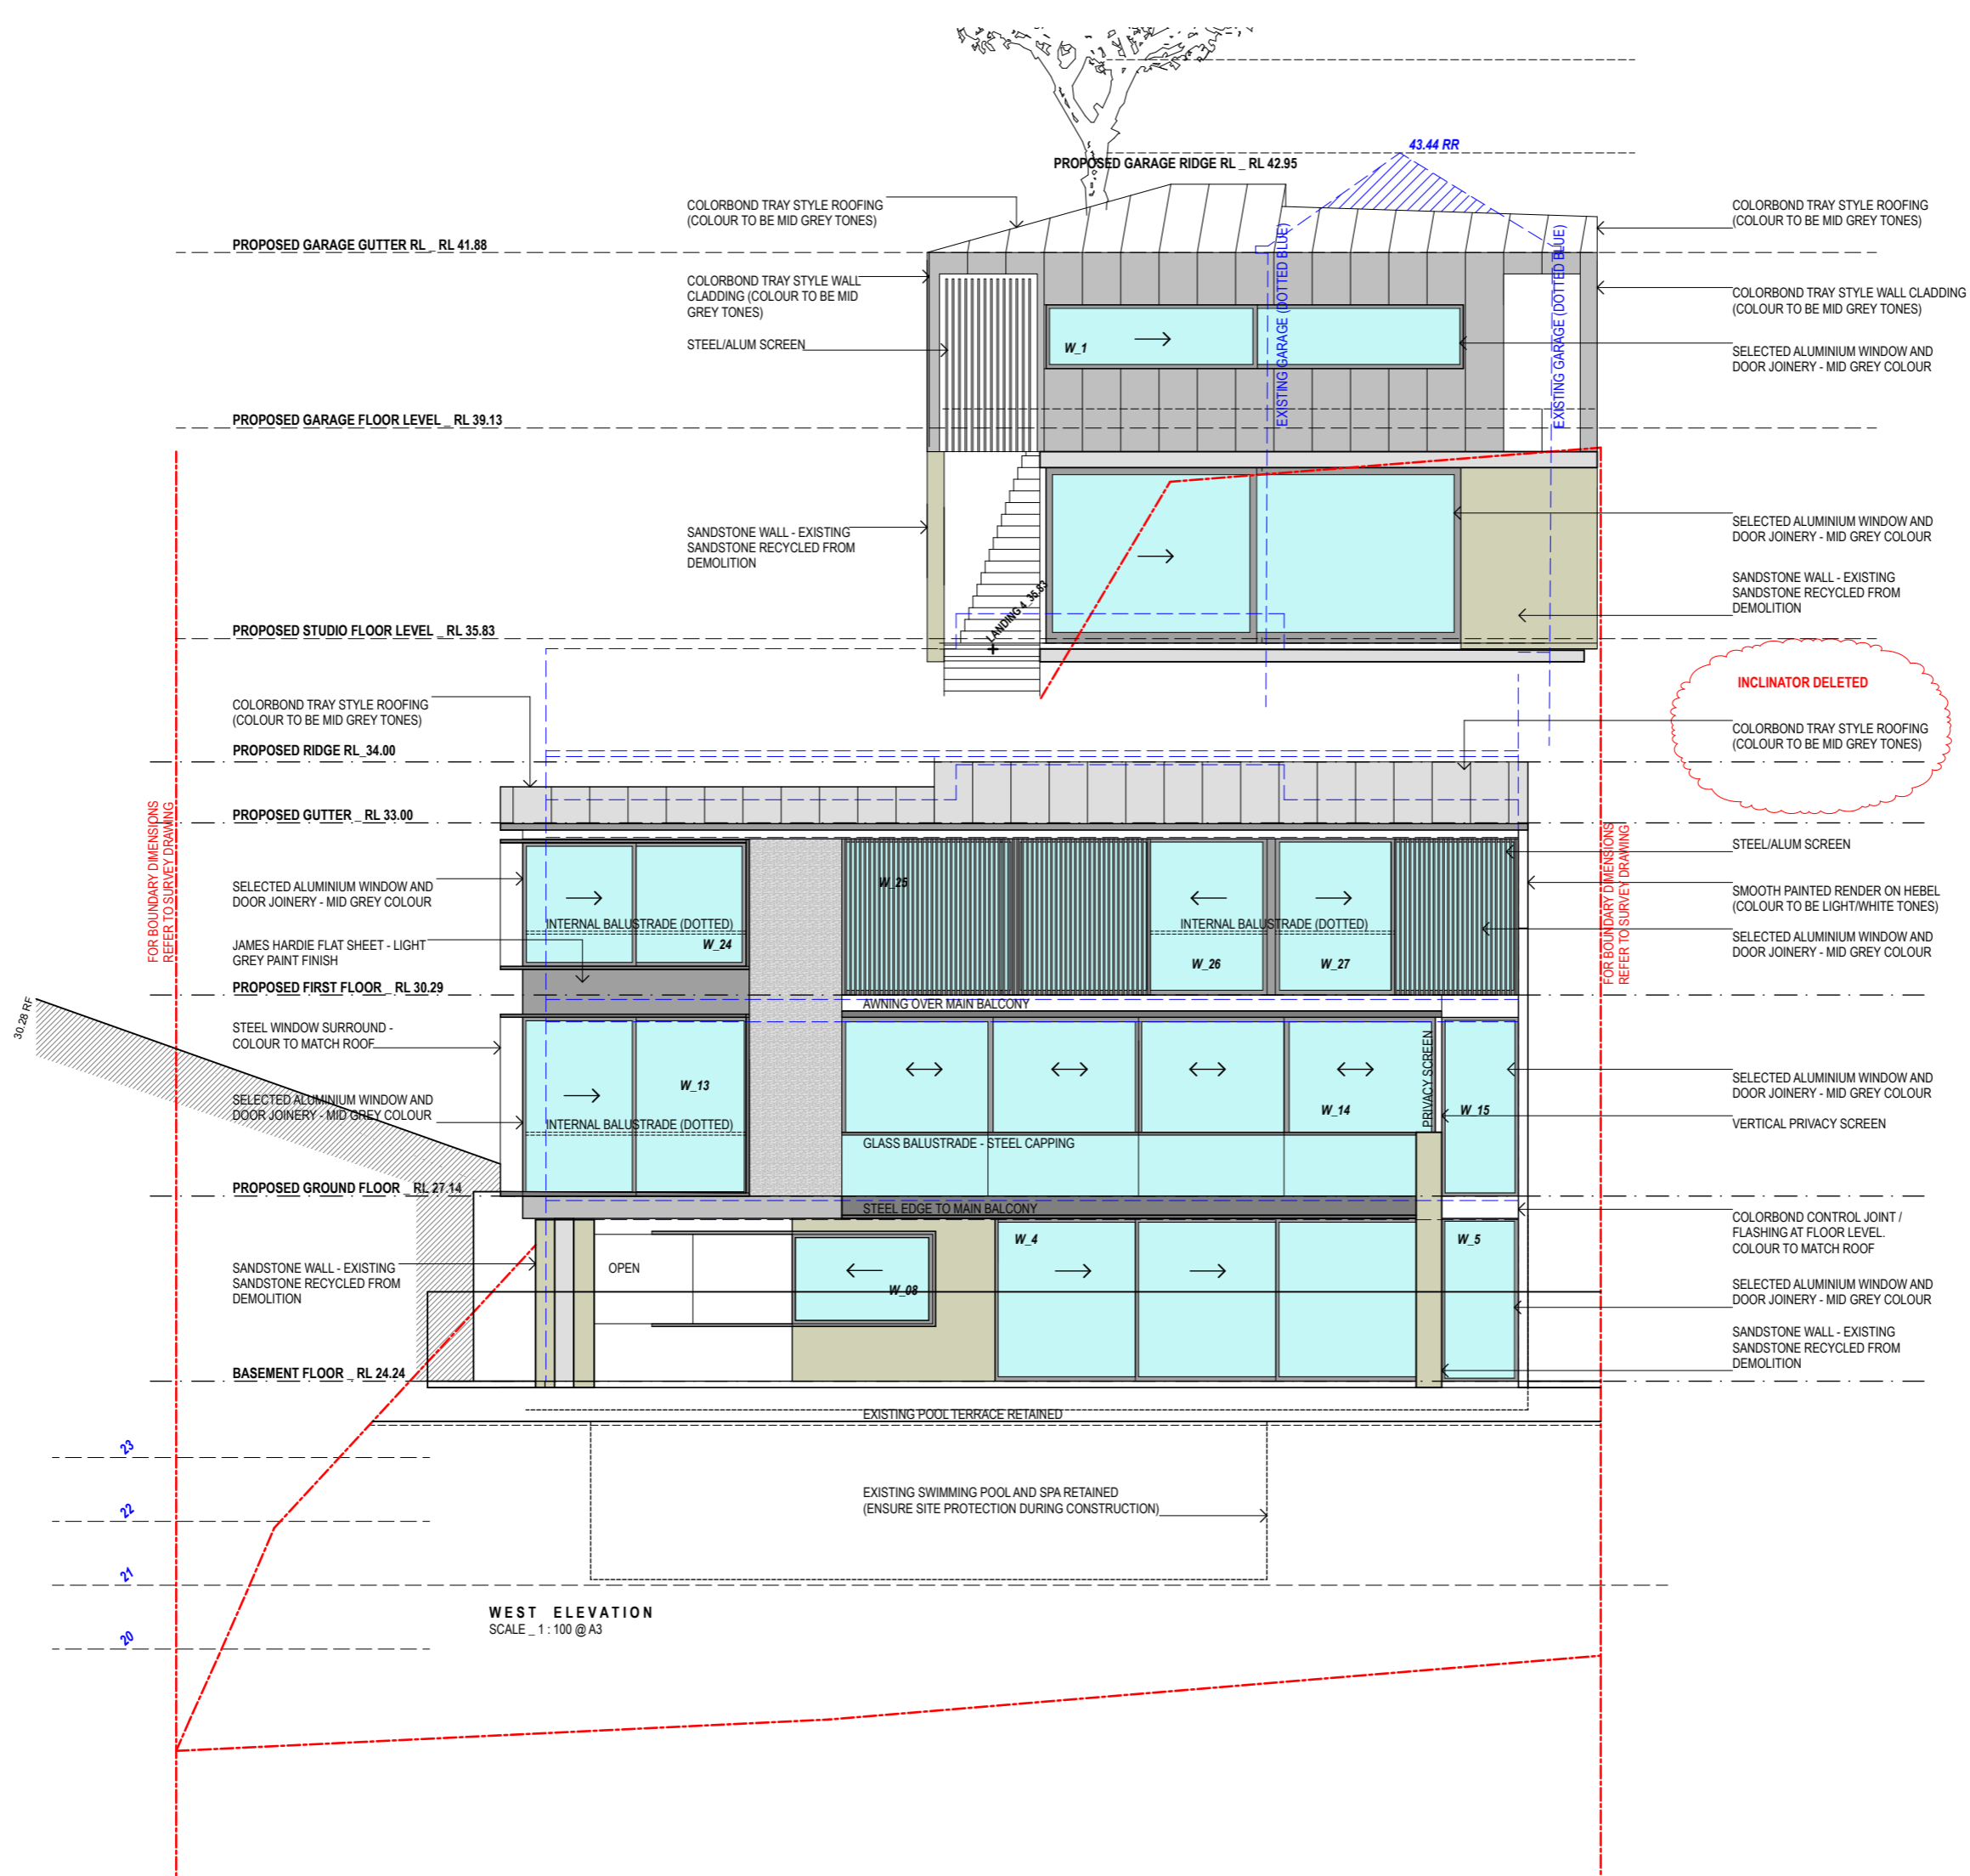 43.44 RR
PROPOSED GARAGE RIDGE RL _ RL 42.95
COLORBOND TRAY STYLE ROOFING
(COLOUR TO BE MID GREY TONES)
COLORBOND TRAY STYLE ROOFING
(COLOUR TO BE MID GREY TONES)
PROPOSED GARAGE GUTTER RL _ RL 41.88
COLORBOND TRAY STYLE WALL
CLADDING (COLOUR TO BE MID
GREY TONES)
EXISTING GARAGE (DOTTED BLUE)
EXISTING GARAGE (DOTTED BLUE)
COLORBOND TRAY STYLE WALL CLADDING
(COLOUR TO BE MID GREY TONES)
STEEL/ALUM SCREEN
W_1
SELECTED ALUMINIUM WINDOW AND
DOOR JOINERY - MID GREY COLOUR
PROPOSED GARAGE FLOOR LEVEL _ RL 39.13
SANDSTONE WALL - EXISTING
SANDSTONE RECYCLED FROM
DEMOLITION
SELECTED ALUMINIUM WINDOW AND
DOOR JOINERY - MID GREY COLOUR
SANDSTONE WALL - EXISTING
SANDSTONE RECYCLED FROM
DEMOLITION
LANDING 4_35.83
PROPOSED STUDIO FLOOR LEVEL _ RL 35.83
INCLINATOR DELETED
COLORBOND TRAY STYLE ROOFING
(COLOUR TO BE MID GREY TONES)
COLORBOND TRAY STYLE ROOFING
(COLOUR TO BE MID GREY TONES)
PROPOSED RIDGE RL_34.00
PROPOSED GUTTER _ RL 33.00
FOR BOUNDARY DIMENSIONS
REFER TO SURVEY DRAWING
FOR BOUNDARY DIMENSIONS
REFER TO SURVEY DRAWING
STEEL/ALUM SCREEN
SELECTED ALUMINIUM WINDOW AND
DOOR JOINERY - MID GREY COLOUR
W_25
SMOOTH PAINTED RENDER ON HEBEL
(COLOUR TO BE LIGHT/WHITE TONES)
INTERNAL BALUSTRADE (DOTTED)
INTERNAL BALUSTRADE (DOTTED)
W_24
W_26
W_27
SELECTED ALUMINIUM WINDOW AND
DOOR JOINERY - MID GREY COLOUR
JAMES HARDIE FLAT SHEET - LIGHT
GREY PAINT FINISH
PROPOSED FIRST FLOOR _ RL 30.29
AWNING OVER MAIN BALCONY
30.28 RF
STEEL WINDOW SURROUND -
COLOUR TO MATCH ROOF
PRIVACY SCREEN
SELECTED ALUMINIUM WINDOW AND
DOOR JOINERY - MID GREY COLOUR
W_13
W_14
W_15
SELECTED ALUMINIUM WINDOW AND
DOOR JOINERY - MID GREY COLOUR
INTERNAL BALUSTRADE (DOTTED)
VERTICAL PRIVACY SCREEN
GLASS BALUSTRADE - STEEL CAPPING
PROPOSED GROUND FLOOR _ RL 27.14
STEEL EDGE TO MAIN BALCONY
COLORBOND CONTROL JOINT /
FLASHING AT FLOOR LEVEL.
COLOUR TO MATCH ROOF
W_4
W_5
SANDSTONE WALL - EXISTING
SANDSTONE RECYCLED FROM
DEMOLITION
OPEN
W_08
SELECTED ALUMINIUM WINDOW AND
DOOR JOINERY - MID GREY COLOUR
SANDSTONE WALL - EXISTING
SANDSTONE RECYCLED FROM
DEMOLITION
BASEMENT FLOOR _ RL 24.24
EXISTING POOL TERRACE RETAINED
23
EXISTING SWIMMING POOL AND SPA RETAINED
(ENSURE SITE PROTECTION DURING CONSTRUCTION)
22
21
WEST ELEVATION
SCALE _ 1 : 100 @ A3
20